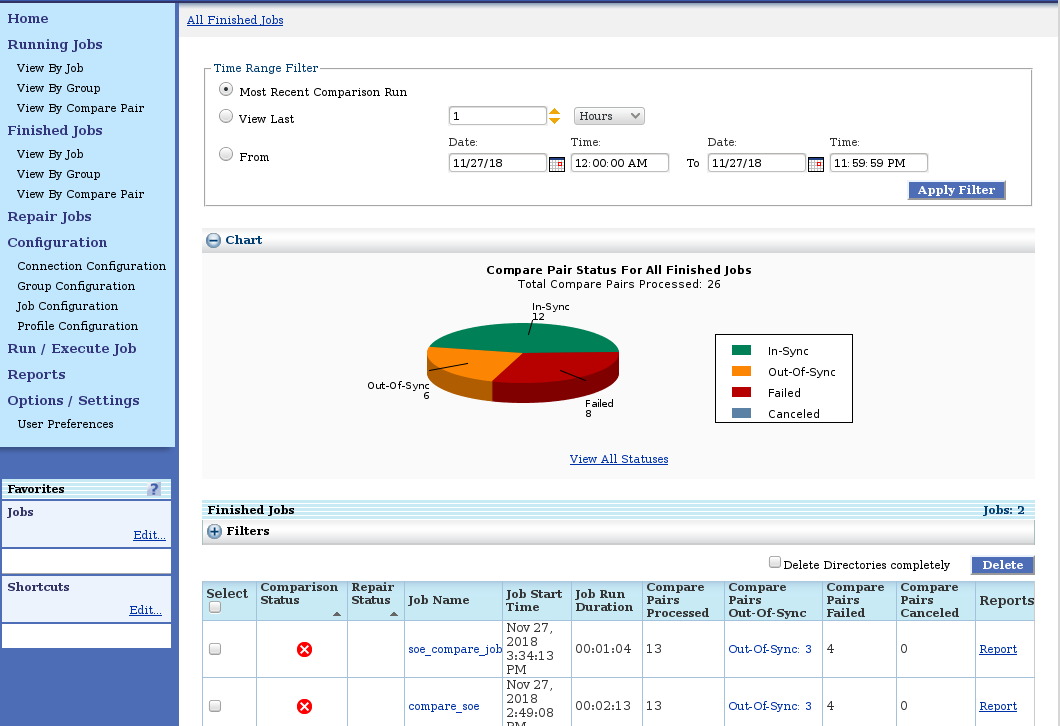 Home
Running Jobs
View By Job
View By Group
View By Compare Pair
Finished Jobs
View By Job
View By Group
View By Compare Pair
Repair Jobs
Configuration
Connection Configuration
Group Configuration
Job Configuration
Profile Configuration
Run / Execute Job
Reports
Options / Settings
User Preferences
Favorites ?
Jobs
Edit...
Shortcuts
Edit...
All Finished Jobs
Time Range Filter
Most Recent Comparison Run
View Last 1 Hours
Date: Time: Date: Time:
From 11/27/18 12:00:00 AM To 11/27/18 11:59:59 PM
Apply Filter
Chart
Compare Pair Status For All Finished Jobs
Total Compare Pairs Processed: 26
In-Sync
12
Out-Of-Sync
6
Failed
8
In-Sync
Out-Of-Sync
Failed
Canceled
View All Statuses
Finished Jobs Jobs: 2
Filters
Delete Directories completely Delete
Select
Comparison
Status
Repair
Status
Job Name
Job Start
Time
Job Run
Duration
Compare
Pairs
Processed
Compare
Pairs
Out-Of-Sync
Compare
Pairs
Failed
Compare
Pairs
Canceled
Reports
soe_compare_job
Nov 27,
2018
3:34:13
PM
00:01:04
13
Out-Of-Sync: 3
4
0
Report
compare_soe
Nov 27,
2018
2:49:08
PM
00:02:13
13
Out-Of-Sync: 3
4
0
Report